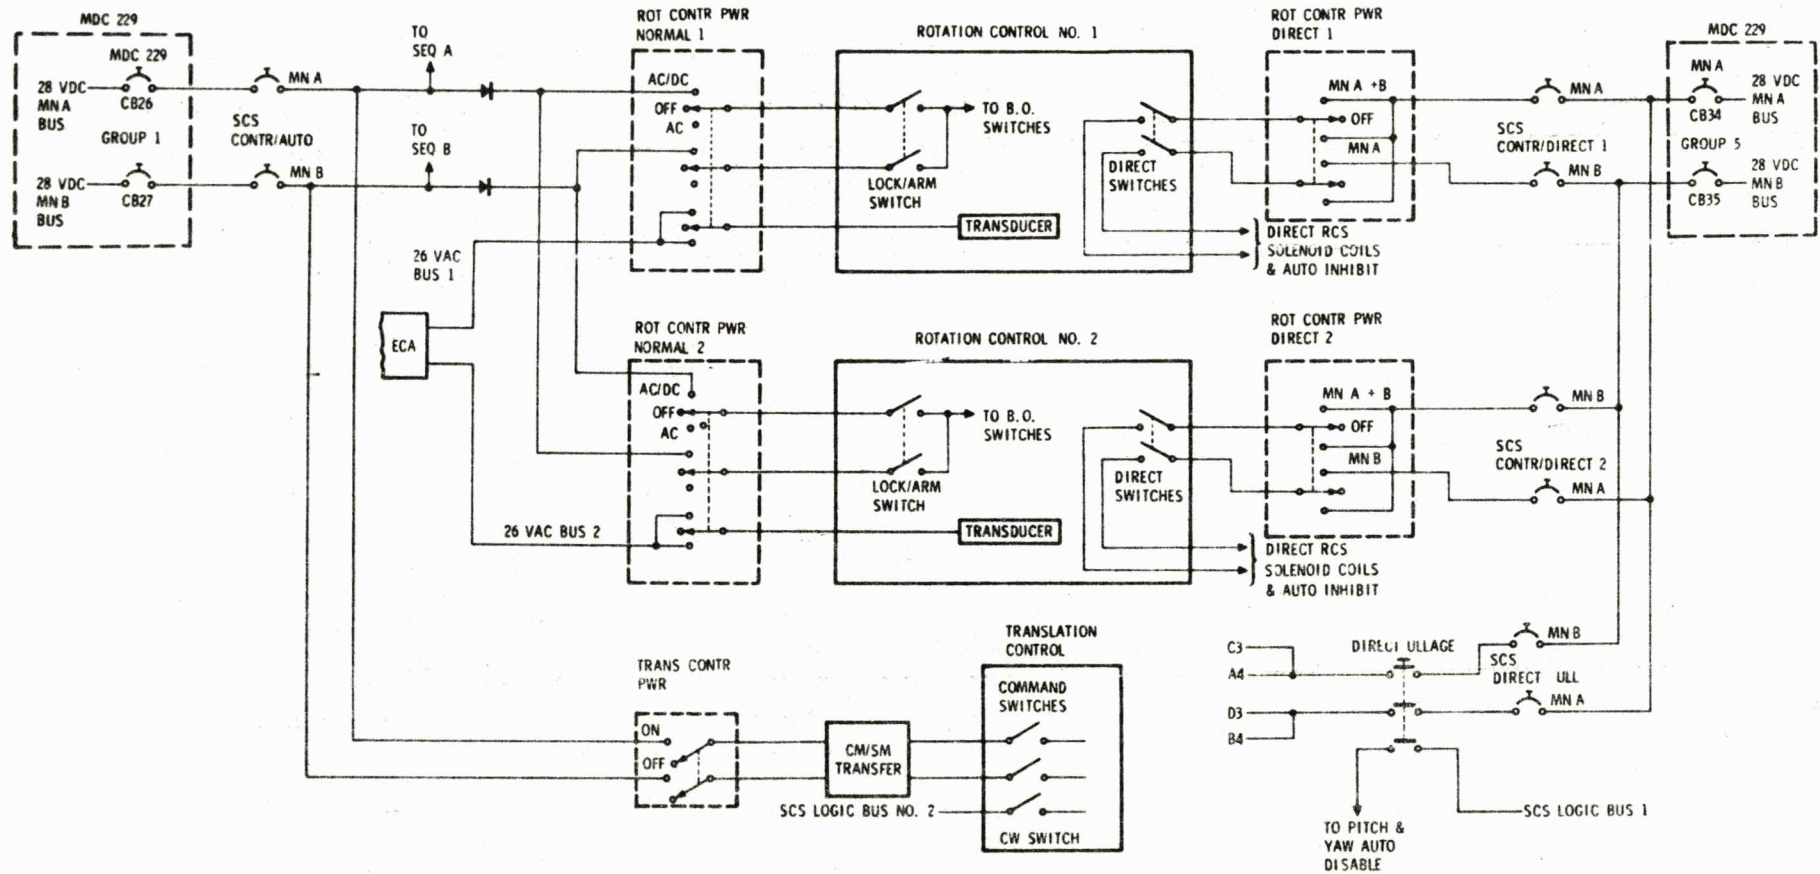 MDC 229
MDC 229
28 VDC
MN A
BUS
CB26
GROUP 1
28 VDC
MN B
BUS
CB27
MN A
SCS
CONTR/AUTO
MN B
TO
SEQ A
TO
SEQ B
26 VAC
BUS 1
ECA
26 VAC BUS 2
ROT CONTR PWR
NORMAL 1
AC/DC
OFF
AC
ROTATION CONTROL NO. 1
TO B.O.
SWITCHES
LOCK/ARM
SWITCH
TRANSDUCER
DIRECT
SWITCHES
ROT CONTR PWR
DIRECT 1
MN A + B
OFF
MN A
DIRECT RCS
SOLENOID COILS
& AUTO INHIBIT
MN A
SCS
CONTR/DIRECT 1
MN B
MDC 229
MN A
28 VDC
MN A
BUS
CB34
GROUP 5
28 VDC
MN B
BUS
CB35
ROT CONTR PWR
NORMAL 2
AC/DC
OFF
AC
ROTATION CONTROL NO. 2
TO B.O.
SWITCHES
LOCK/ARM
SWITCH
TRANSDUCER
DIRECT
SWITCHES
ROT CONTR PWR
DIRECT 2
MN A + B
OFF
MN B
DIRECT RCS
SOLENOID COILS
& AUTO INHIBIT
MN B
SCS
CONTR/DIRECT 2
MN A
TRANS CONTR
PWR
ON
OFF
CM/SM
TRANSFER
SCS LOGIC BUS NO. 2
TRANSLATION
CONTROL
COMMAND
SWITCHES
CW SWITCH
C3
A4
D3
B4
DIRECT ULLAGE
MN B
SCS
DIRECT ULL
MN A
TO PITCH &
YAW AUTO
DISABLE
SCS LOGIC BUS 1